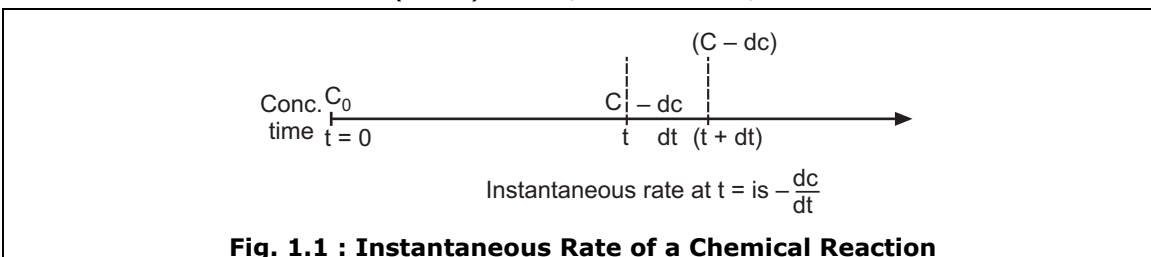 (C – dc)
Conc. C₀ C – dc
time t = 0 t dt (t + dt)
Instantaneous rate at t = is – dc/dt
Fig. 1.1 : Instantaneous Rate of a Chemical Reaction